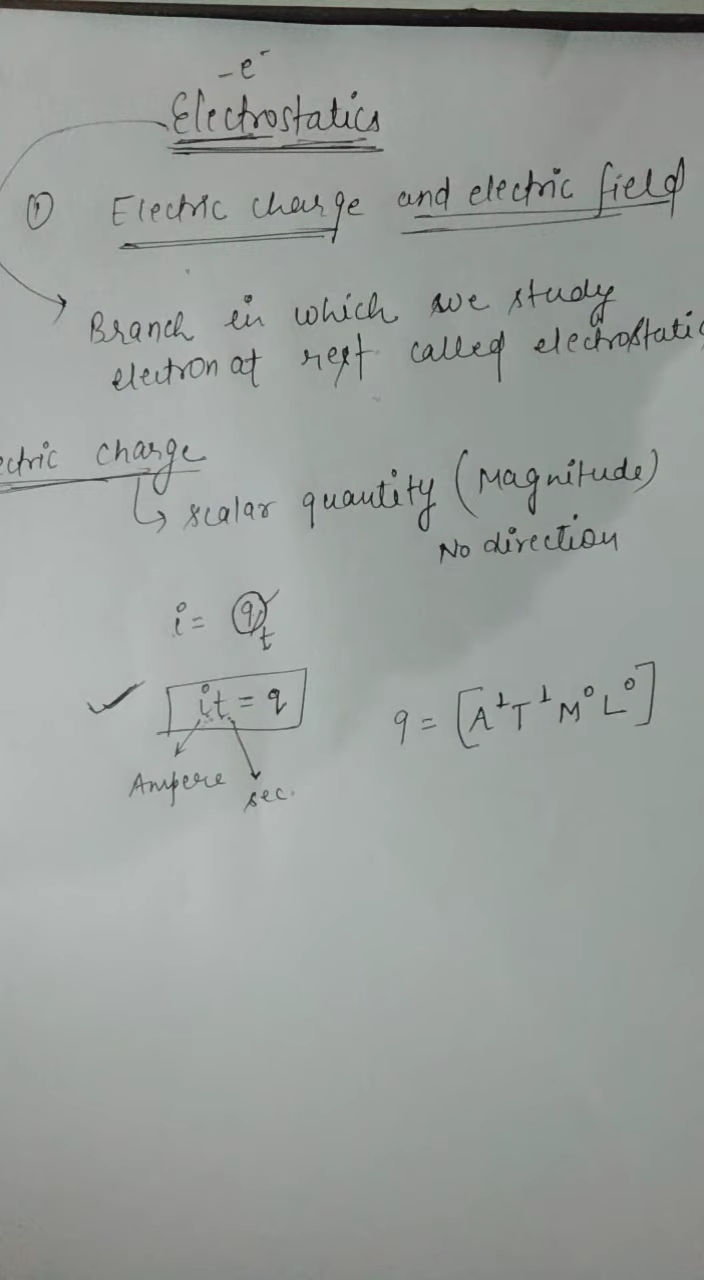 -e⁻
Electrostatics
① Electric charge and electric field
Branch in which we study
electron at rest called electrostatic
ectric charge
↳ scalar quantity (Magnitude)
No direction
i = q/t
it = q
q = [A¹T¹M⁰L⁰]
Ampere
sec.